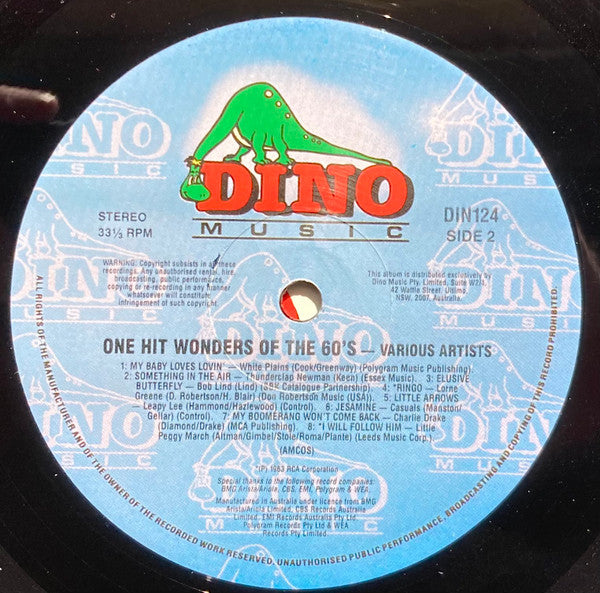 DINO
MUSIC
STEREO
33⅓ RPM
DIN124
SIDE 2
WARNING: Copyright subsists in all these
recordings. Any unauthorised rental, hire,
broadcasting, public performance,
copying or re-recording in any manner
whatsoever will constitute
infringement of such copyright.
This album is distributed exclusively by
Dino Music Pty. Limited, Suite W2/4,
42 Wattle Street, Ultimo,
NSW, 2007, Australia.
ONE HIT WONDERS OF THE 60'S — VARIOUS ARTISTS
1: MY BABY LOVES LOVIN' — White Plains (Cook/Greenway) (Polygram Music Publishing).
2: SOMETHING IN THE AIR — Thunderclap Newman (Keen) (Essex Music). 3: ELUSIVE
BUTTERFLY — Bob Lind (Lind) (SBK Catalogue Partnership). 4: *RINGO — Lorne
Greene (D. Robertson/H. Blair) (Don Robertson Music (USA)). 5: LITTLE ARROWS
— Leapy Lee (Hammond/Hazlewood) (Control). 6: JESAMINE — Casuals (Manston/
Gellar) (Control). 7: MY BOOMERANG WON'T COME BACK — Charlie Drake
(Diamond/Drake) (MCA Publishing). 8: *I WILL FOLLOW HIM — Little
Peggy March (Altman/Gimbel/Stole/Roma/Plante) (Leeds Music Corp.).
(AMCOS)
(P) 1963 RCA Corporation
Special thanks to the following record companies:
BMG Arista/Ariola, CBS, EMI, Polygram & WEA.
Manufactured in Australia under licence from BMG
Arista/Ariola Limited, CBS Records Australia
Limited, EMI Records Australia Pty Ltd
Polygram Records Pty Ltd & WEA
Records Pty Limited
ALL RIGHTS OF THE MANUFACTURER AND OF THE OWNER OF THE RECORDED WORK RESERVED. UNAUTHORISED PUBLIC PERFORMANCE, BROADCASTING AND COPYING OF THIS RECORD PROHIBITED.